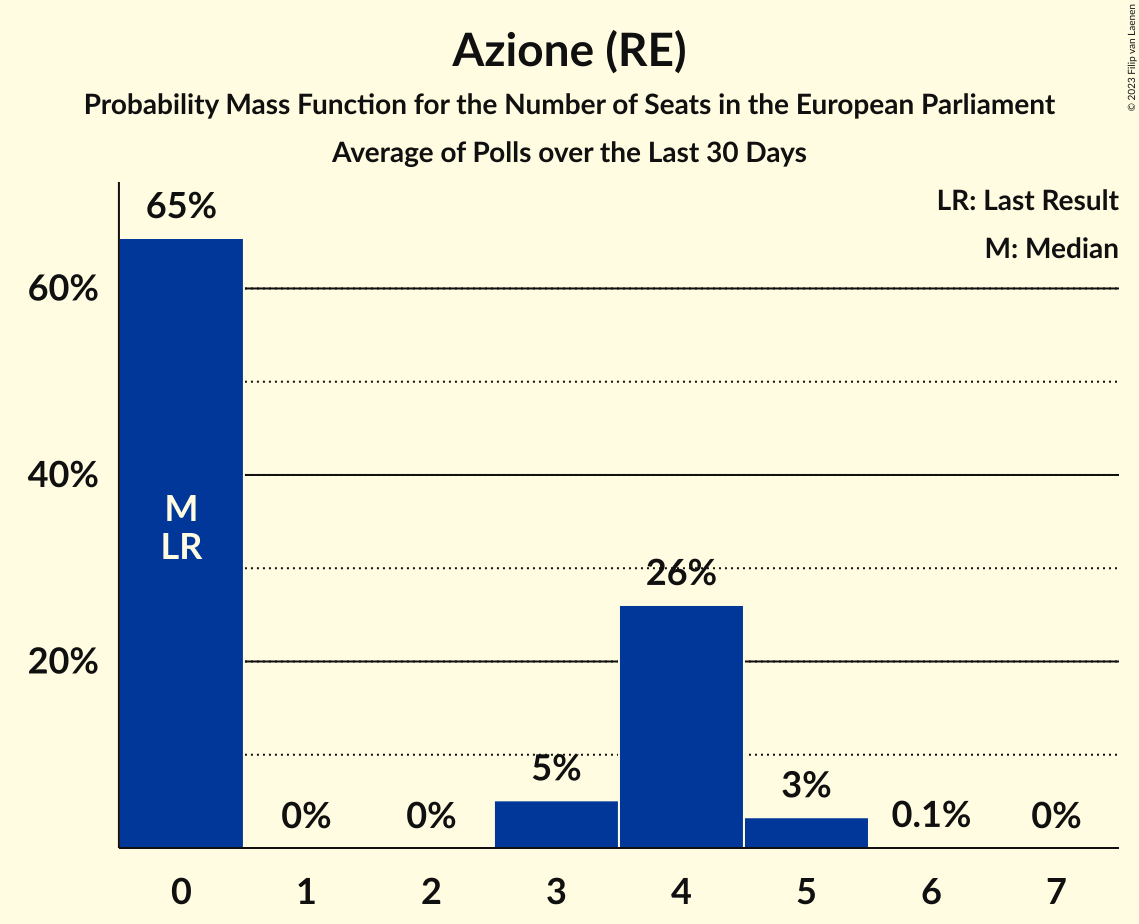 Azione (RE)
Probability Mass Function for the Number of Seats in the European Parliament
Average of Polls over the Last 30 Days
© 2023 Filip van Laenen
LR: Last Result
M: Median
65%
60%
40%
M
LR
26%
20%
5%
3%
0%
0%
0.1%
0%
0 1 2 3 4 5 6 7